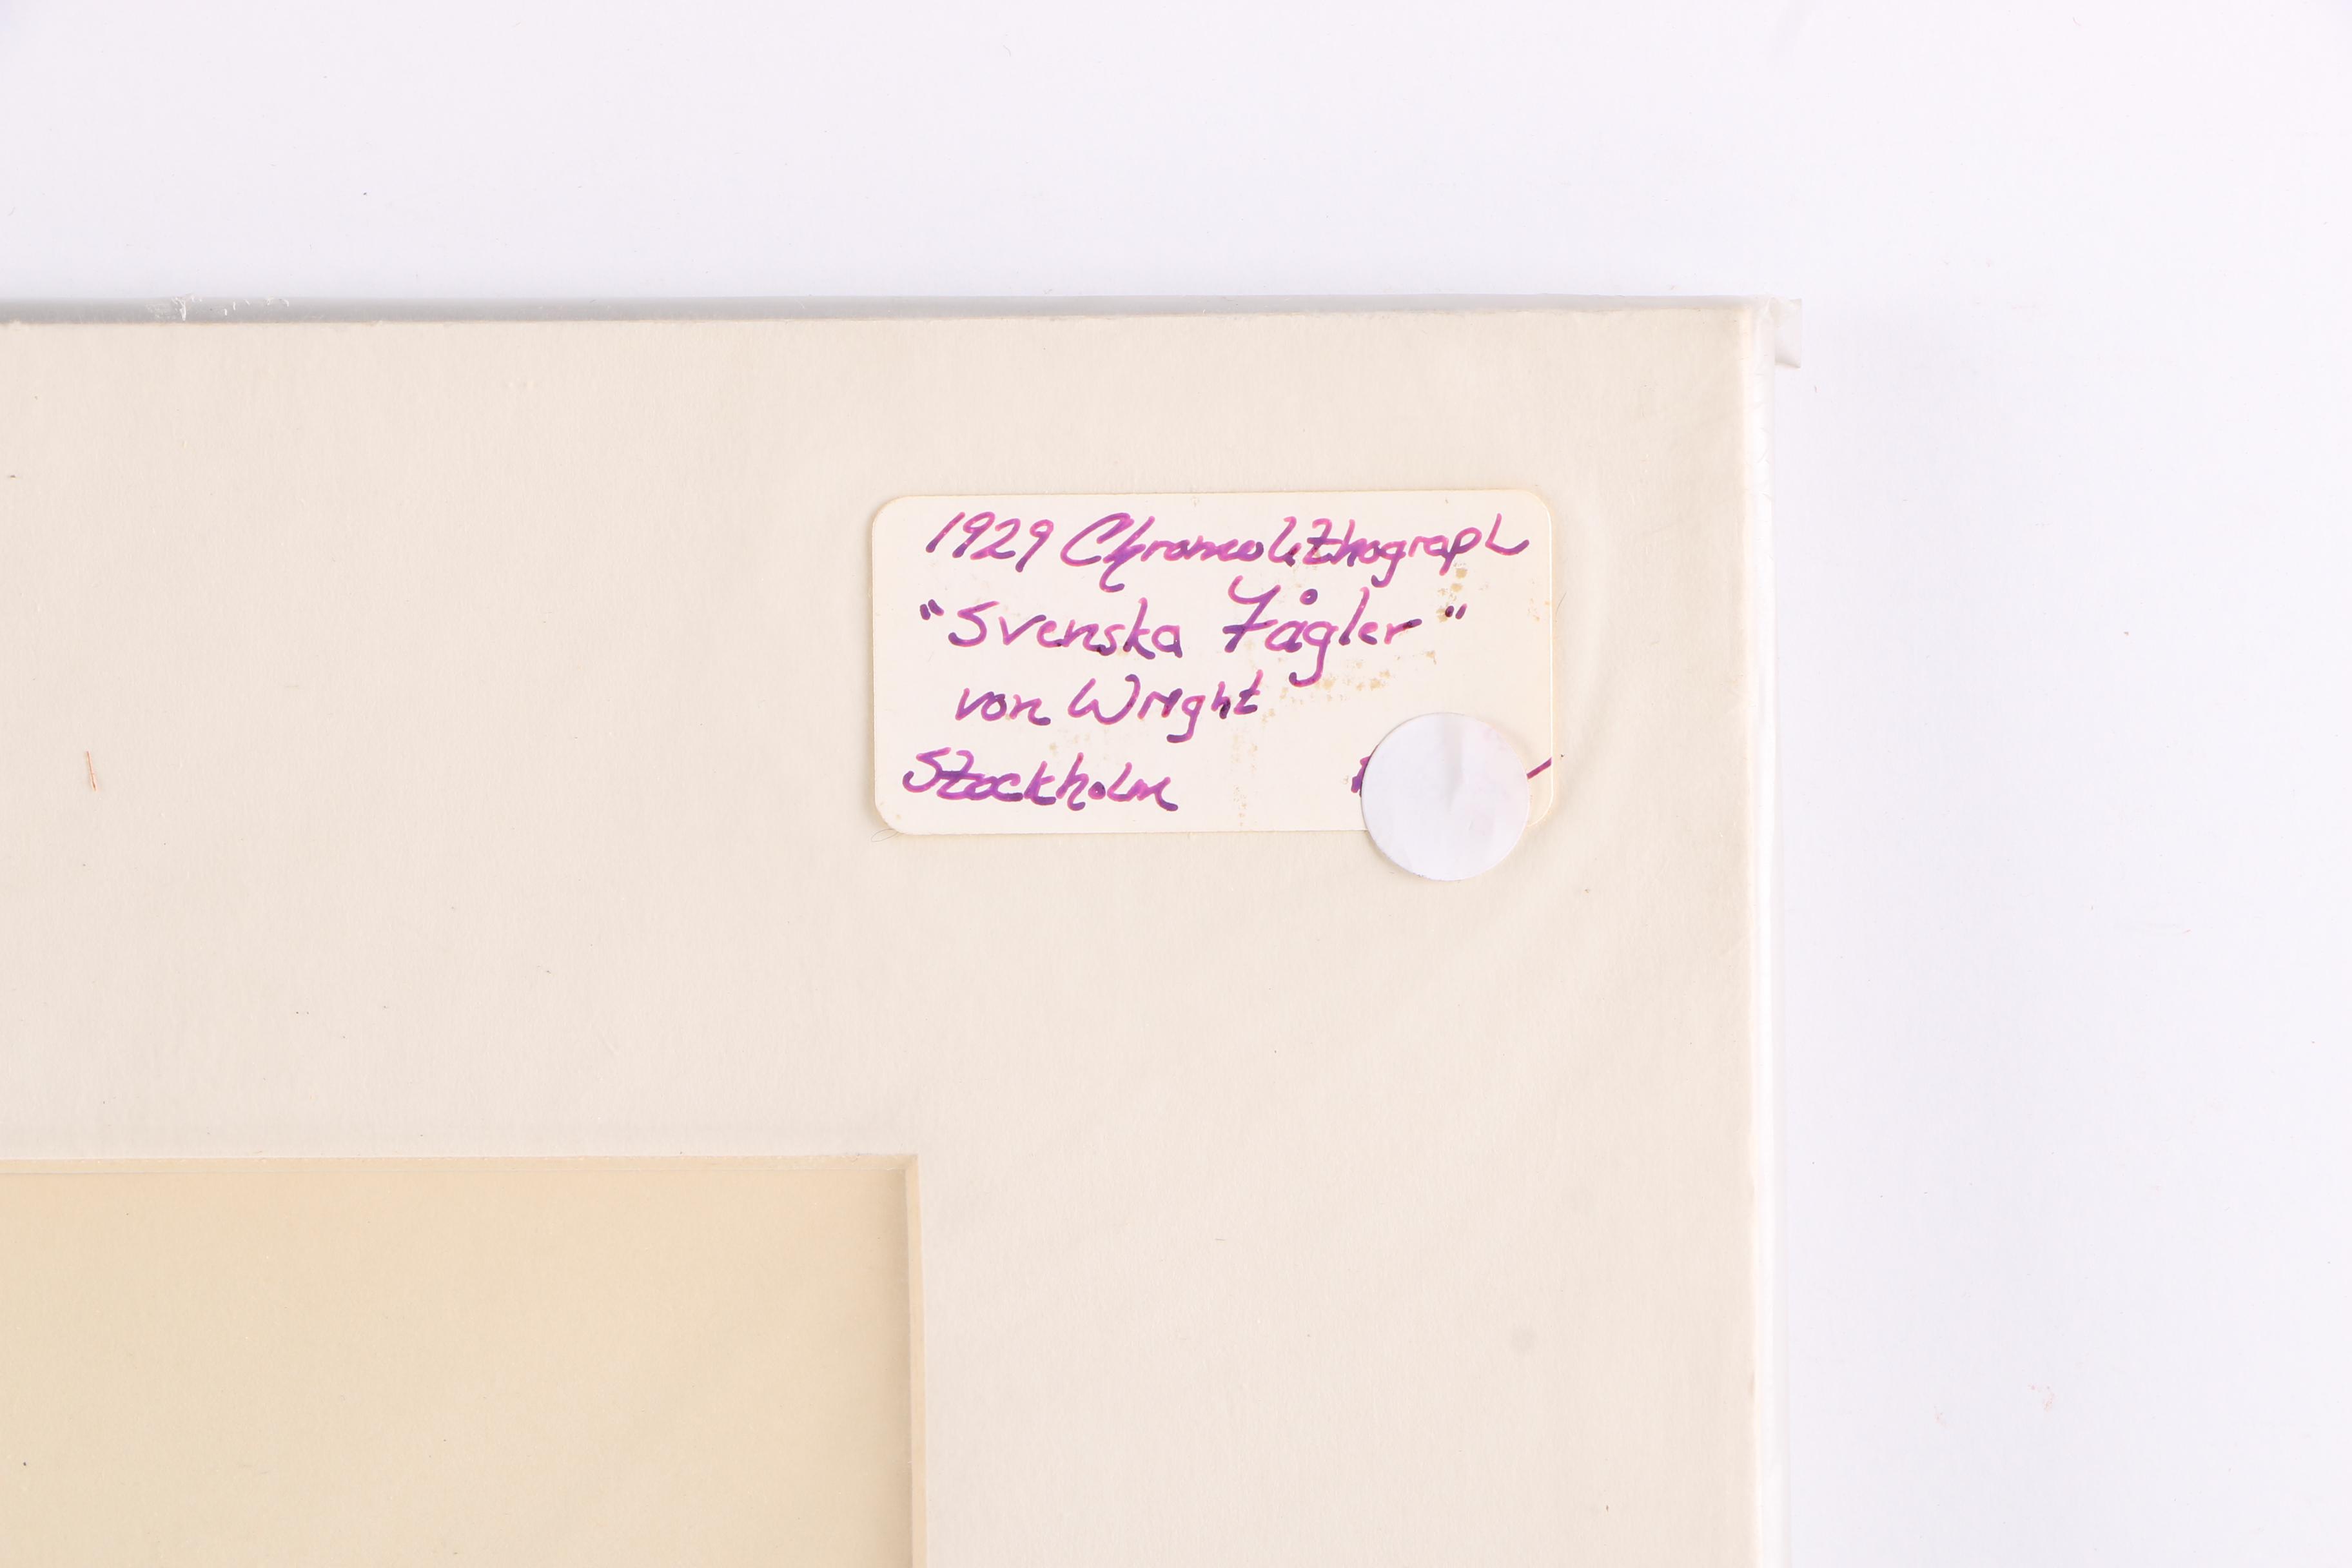 1929 Chromolithograph
"Svenska Fågler"
von Wright
Stockholm